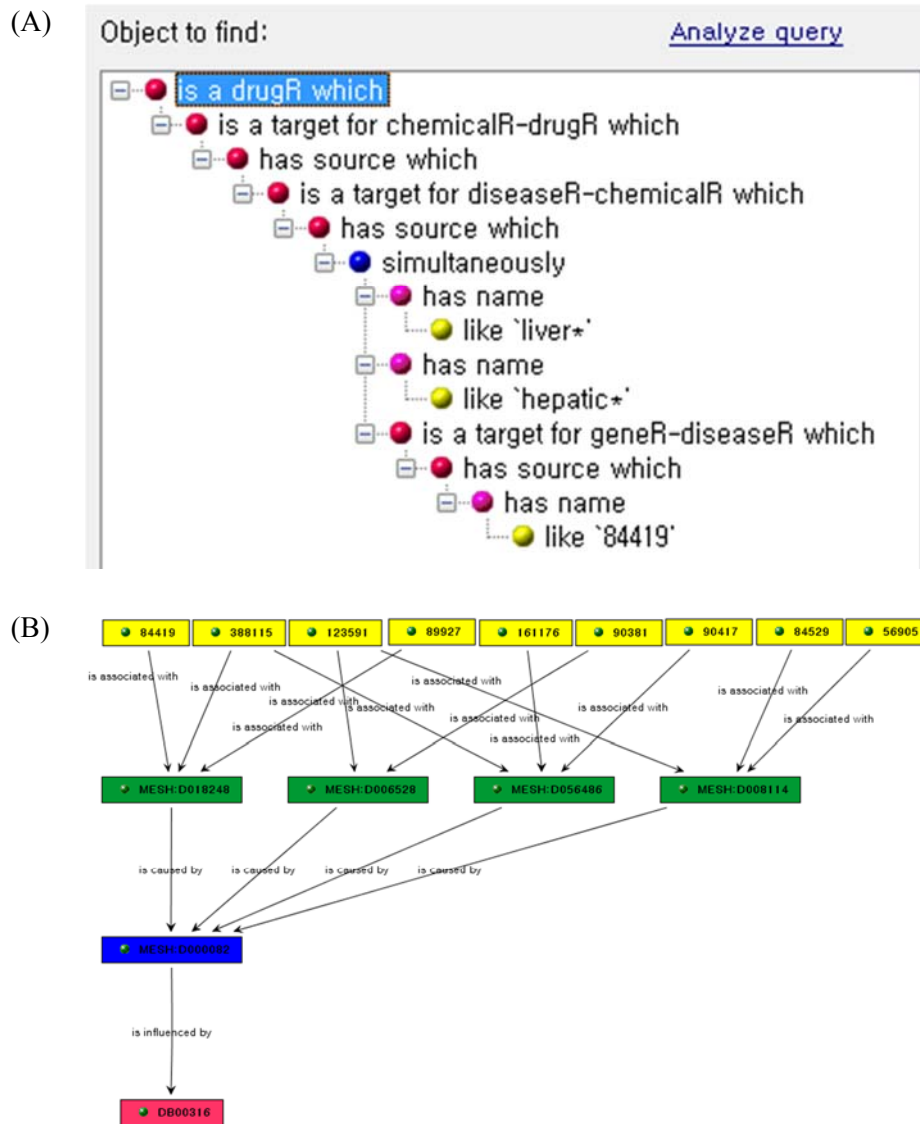 (A)
Object to find: Analyze query
is a drugR which
is a target for chemicalR-drugR which
has source which
is a target for diseaseR-chemicalR which
has source which
simultaneously
has name
like `liver*'
has name
like `hepatic*'
is a target for geneR-diseaseR which
has source which
has name
like `84419'
(B)
84419 388115 123591 89927 161176 90381 90417 84529 56905
is associated with is associated with is associated with is associated with is associated with
is associated with is associated with is associated with is associated with is associated with is associated with
MESH:D018248 MESH:D006528 MESH:D056486 MESH:D008114
is caused by is caused by is caused by is caused by
MESH:D000082
is influenced by
DB00316